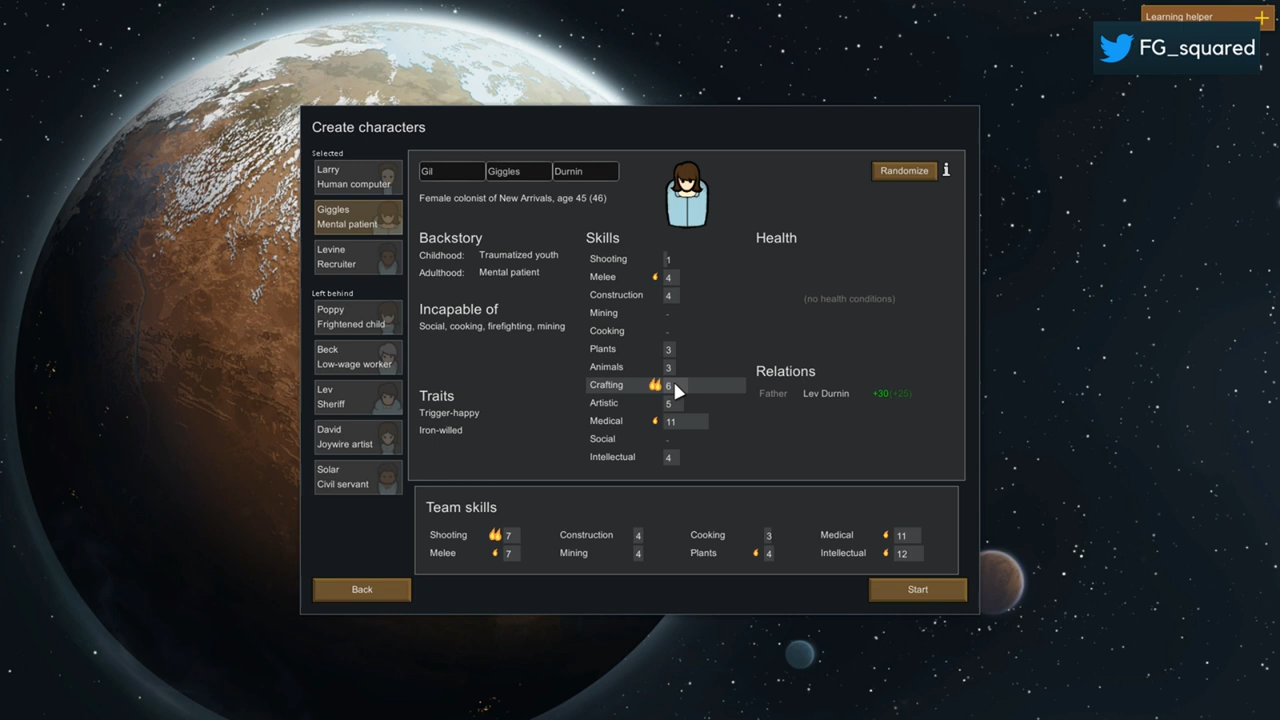 Learning helper
FG_squared
Create characters
Selected
Larry
Human computer
Giggles
Mental patient
Levine
Recruiter
Left behind
Poppy
Frightened child
Beck
Low-wage worker
Lev
Sheriff
David
Joywire artist
Solar
Civil servant
Gil Giggles Durnin
Randomize
Female colonist of New Arrivals, age 45 (46)
Backstory
Childhood: Traumatized youth
Adulthood: Mental patient
Incapable of
Social, cooking, firefighting, mining
Traits
Trigger-happy
Iron-willed
Skills
Shooting 1
Melee 4
Construction 4
Mining -
Cooking -
Plants 3
Animals 3
Crafting 6
Artistic 5
Medical 11
Social -
Intellectual 4
Health
(no health conditions)
Relations
Father Lev Durnin +30(+25)
Team skills
Shooting 7 Construction 4 Cooking 3 Medical 11
Melee 7 Mining 4 Plants 4 Intellectual 12
Back
Start